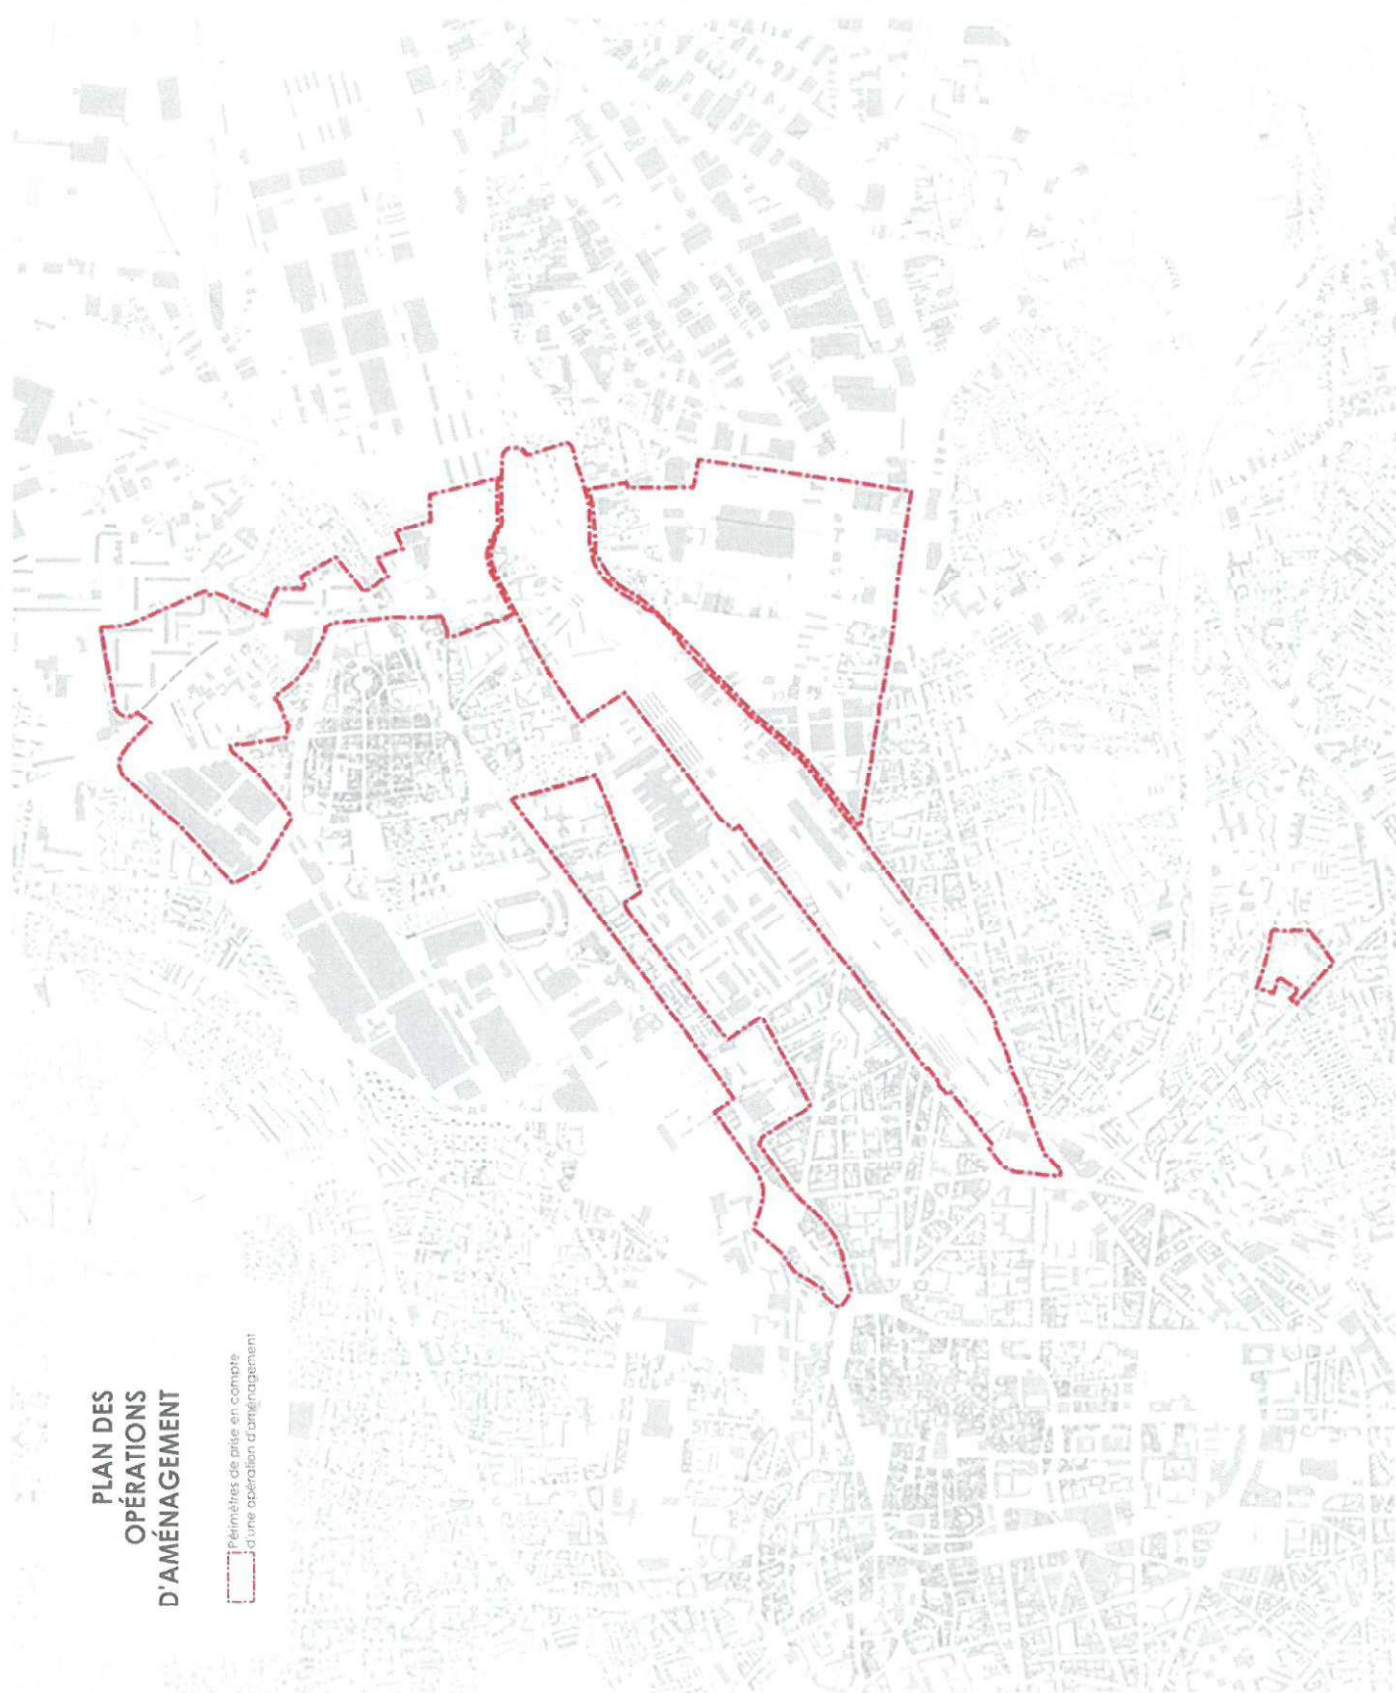 PLAN DES
OPÉRATIONS
D'AMÉNAGEMENT
Périmètres de prise en compte
d'une opération d'aménagement